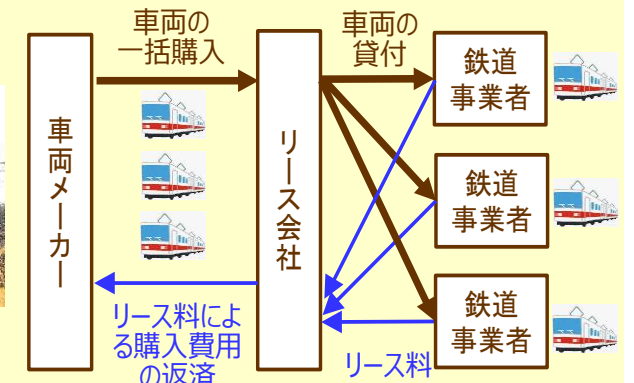 車両の
一括購入
車両の
貸付
車両メーカー
リース会社
鉄道
事業者
鉄道
事業者
鉄道
事業者
リース料によ
る購入費用
の返済
リース料